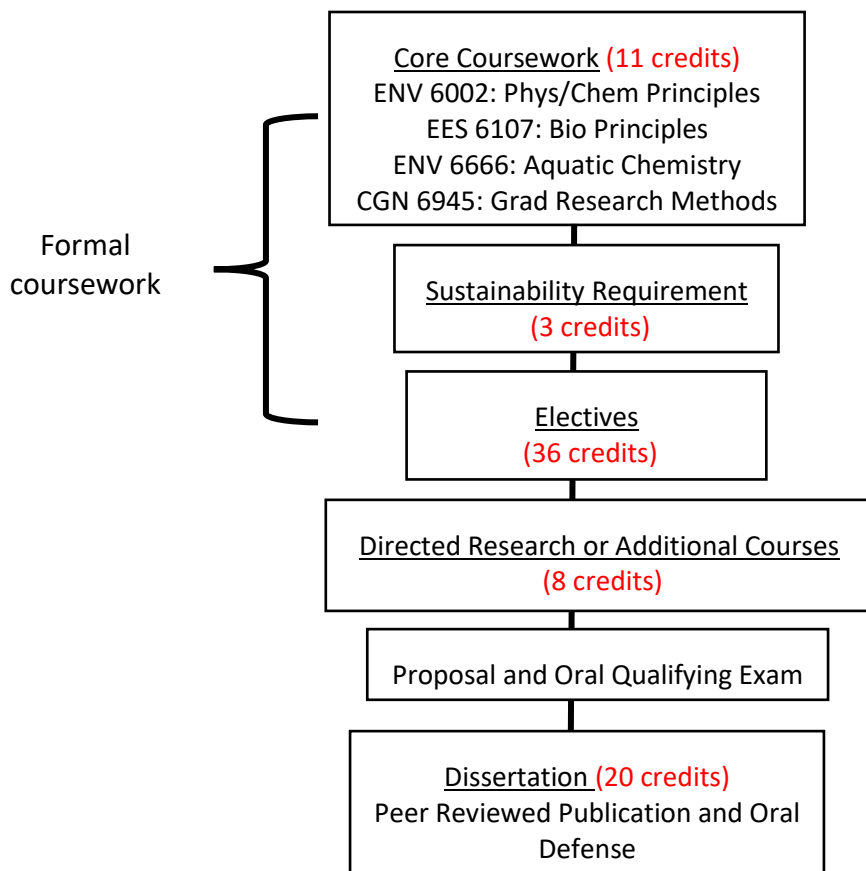 Core Coursework (11 credits)
ENV 6002: Phys/Chem Principles
EES 6107: Bio Principles
ENV 6666: Aquatic Chemistry
CGN 6945: Grad Research Methods
Formal
coursework
Sustainability Requirement
(3 credits)
Electives
(36 credits)
Directed Research or Additional Courses
(8 credits)
Proposal and Oral Qualifying Exam
Dissertation (20 credits)
Peer Reviewed Publication and Oral
Defense